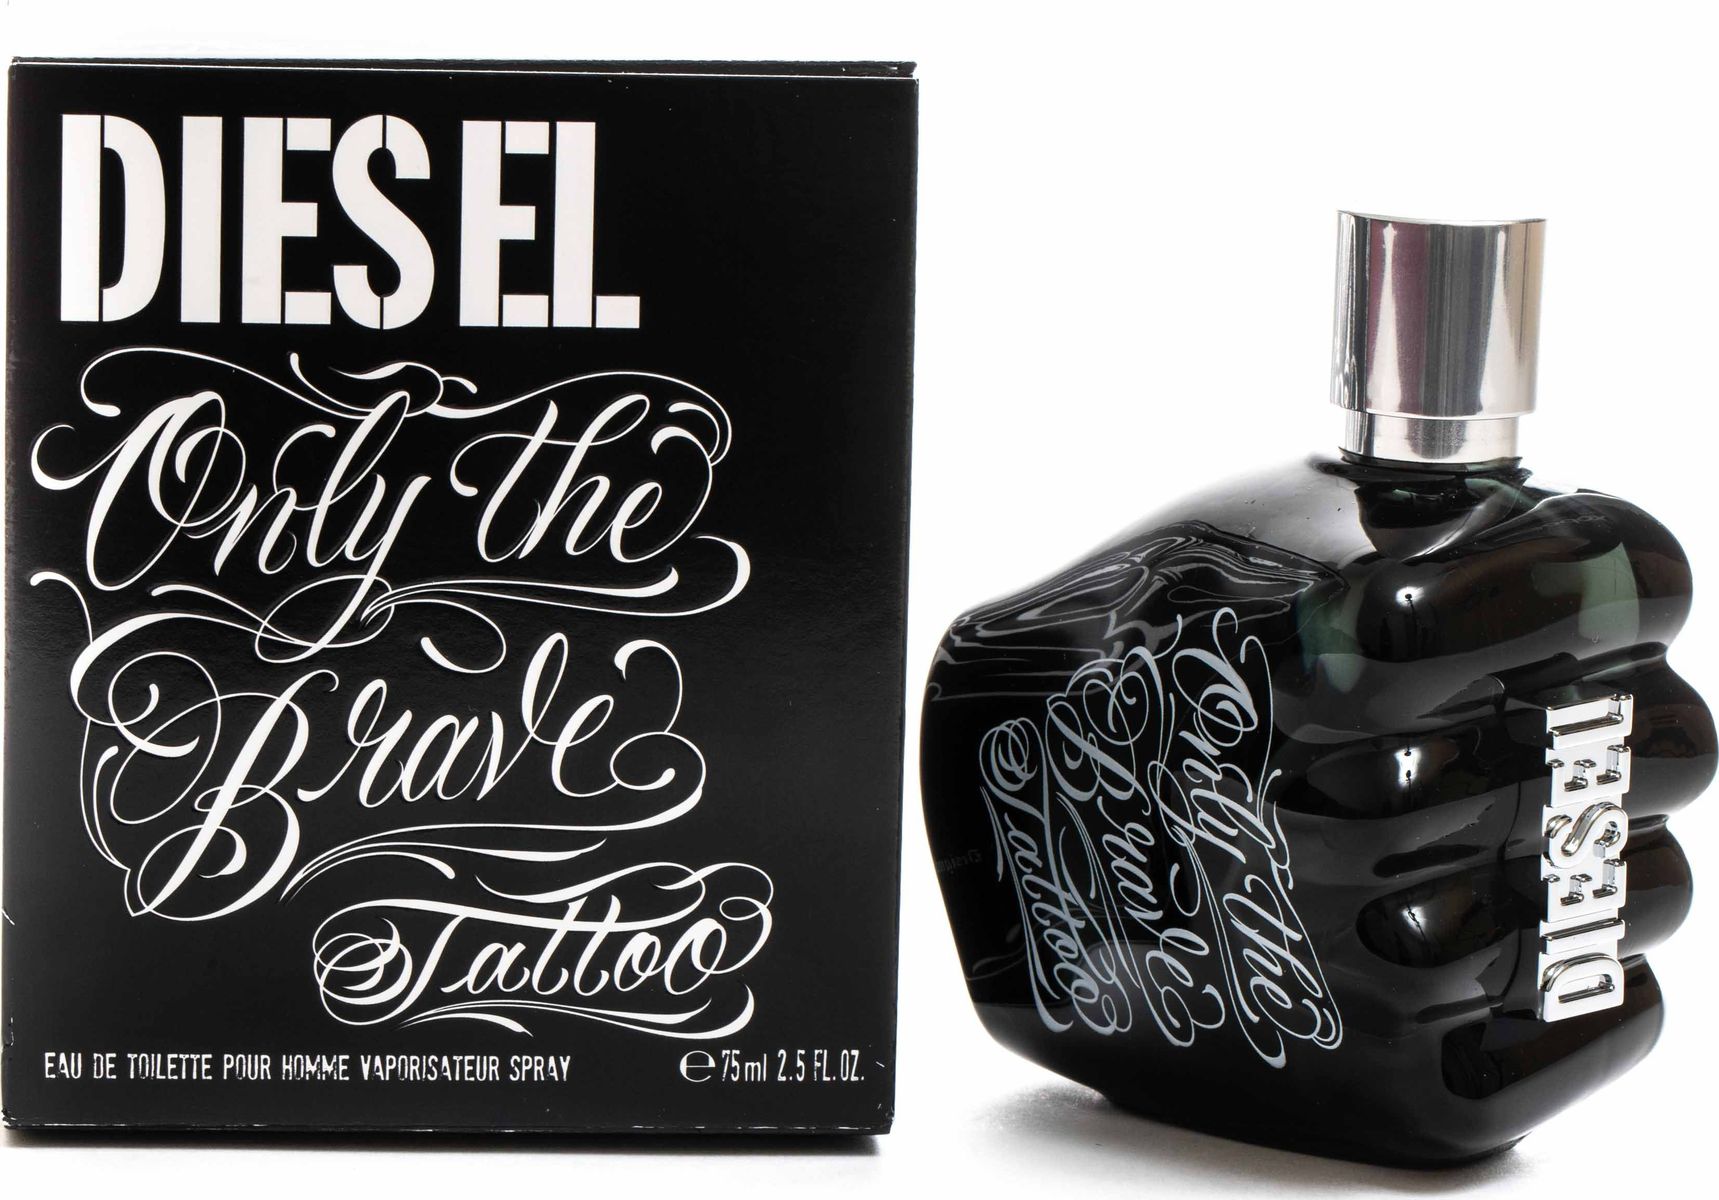 DIESEL
Only the
Brave
Tattoo
EAU DE TOILETTE POUR HOMME VAPORISATEUR SPRAY ℮ 75 ml 2.5 FL.OZ.
Only the
Brave
Tattoo
DIESEL